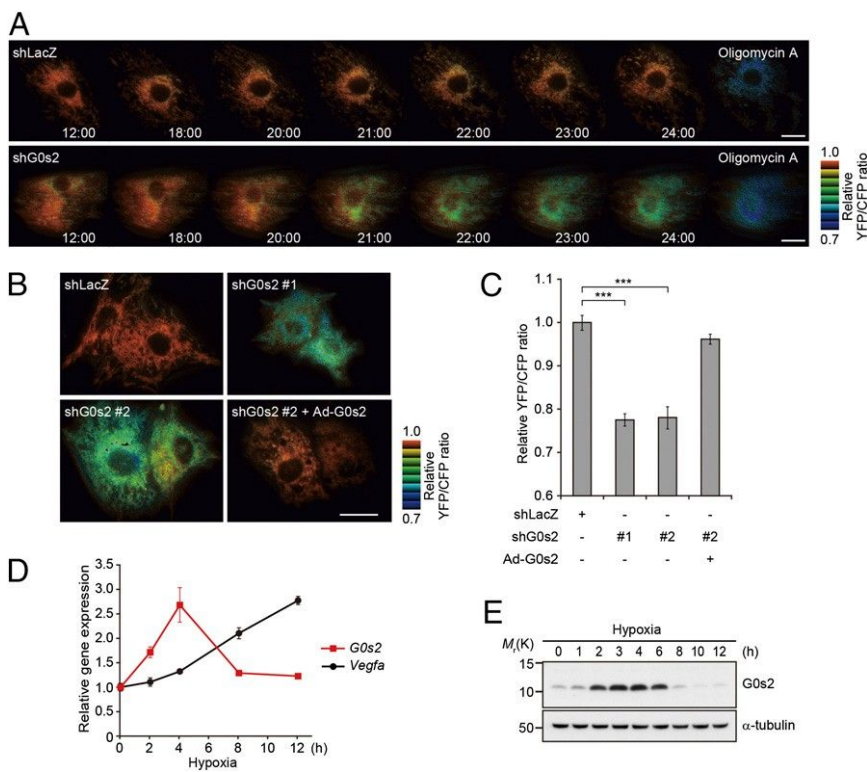 A
shLacZ
Oligomycin A
12:00 18:00 20:00 21:00 22:00 23:00 24:00
shG0s2
Oligomycin A
12:00 18:00 20:00 21:00 22:00 23:00 24:00
1.0
Relative
YFP/CFP ratio
0.7
B
shLacZ
shG0s2 #1
shG0s2 #2
shG0s2 #2 + Ad-G0s2
1.0
Relative
YFP/CFP ratio
0.7
C
Relative YFP/CFP ratio
1.1
1.0
0.9
0.8
0.7
0.6
***
***
shLacZ + - - -
shG0s2 - #1 #2 #2
Ad-G0s2 - - - +
D
Relative gene expression
3.5
3.0
2.5
2.0
1.5
1.0
0.5
0
0 2 4 6 8 10 12 (h)
Hypoxia
G0s2
Vegfa
E
Hypoxia
Mr(K) 0 1 2 3 4 6 8 10 12 (h)
15
10
G0s2
50
α-tubulin